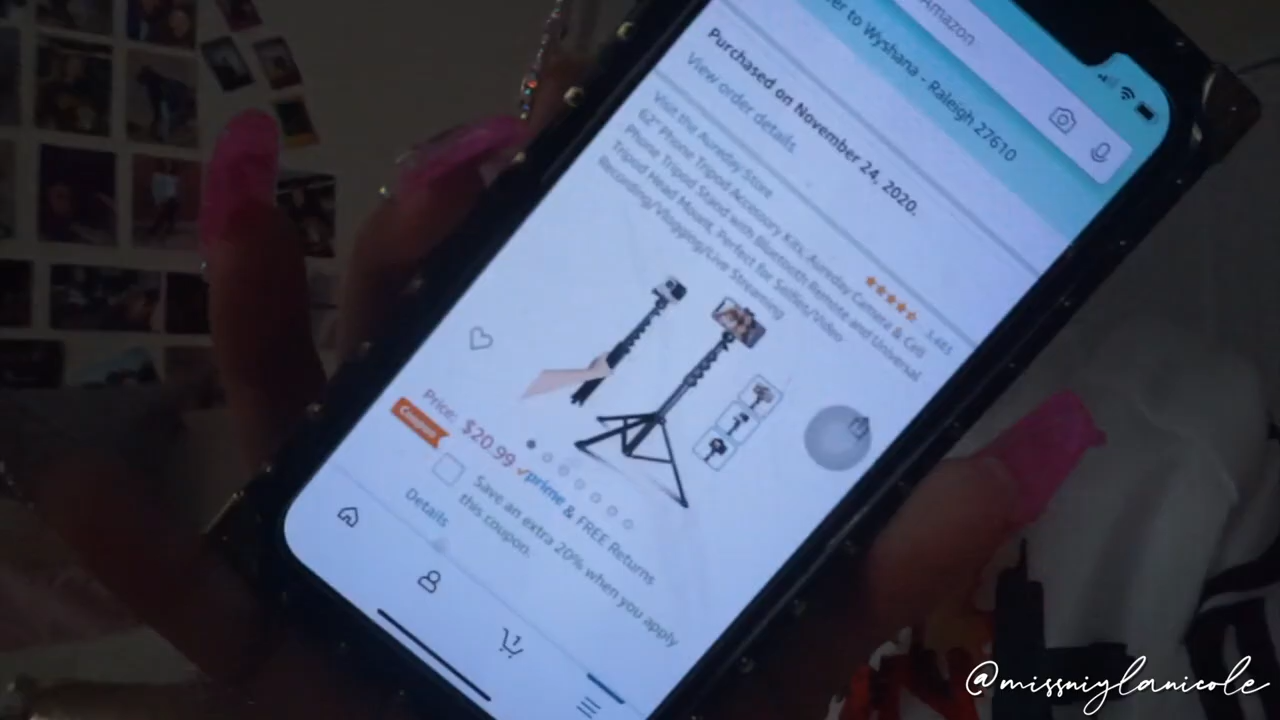 Amazon
er to Wyshana - Raleigh 27610
Purchased on November 24, 2020.
View order details
Visit the Aureday Store
3,463
62" Phone Tripod Accessory Kits, Aureday Camera & Cell
Phone Tripod Stand with Bluetooth Remote and Universal
Tripod Head Mount, Perfect for Selfies/Video
Recording/Vlogging/Live Streaming
Coupon
Price: $20.99 prime & FREE Returns
Save an extra 20% when you apply
this coupon.
Details
@missniylanicole